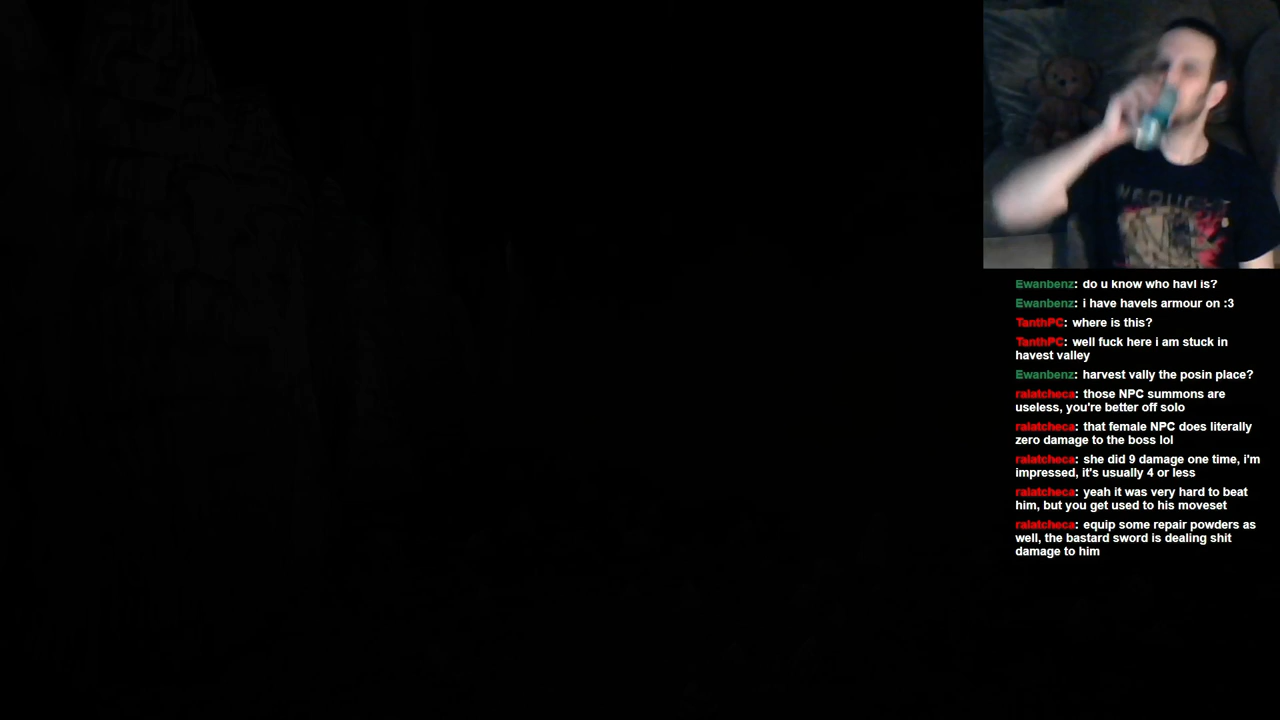 Ewanbenz: do u know who havl is?
Ewanbenz: i have havels armour on :3
TanthPC: where is this?
TanthPC: well fuck here i am stuck in
havest valley
Ewanbenz: harvest vally the posin place?
ralatcheca: those NPC summons are
useless, you're better off solo
ralatcheca: that female NPC does literally
zero damage to the boss lol
ralatcheca: she did 9 damage one time, i'm
impressed, it's usually 4 or less
ralatcheca: yeah it was very hard to beat
him, but you get used to his moveset
ralatcheca: equip some repair powders as
well, the bastard sword is dealing shit
damage to him